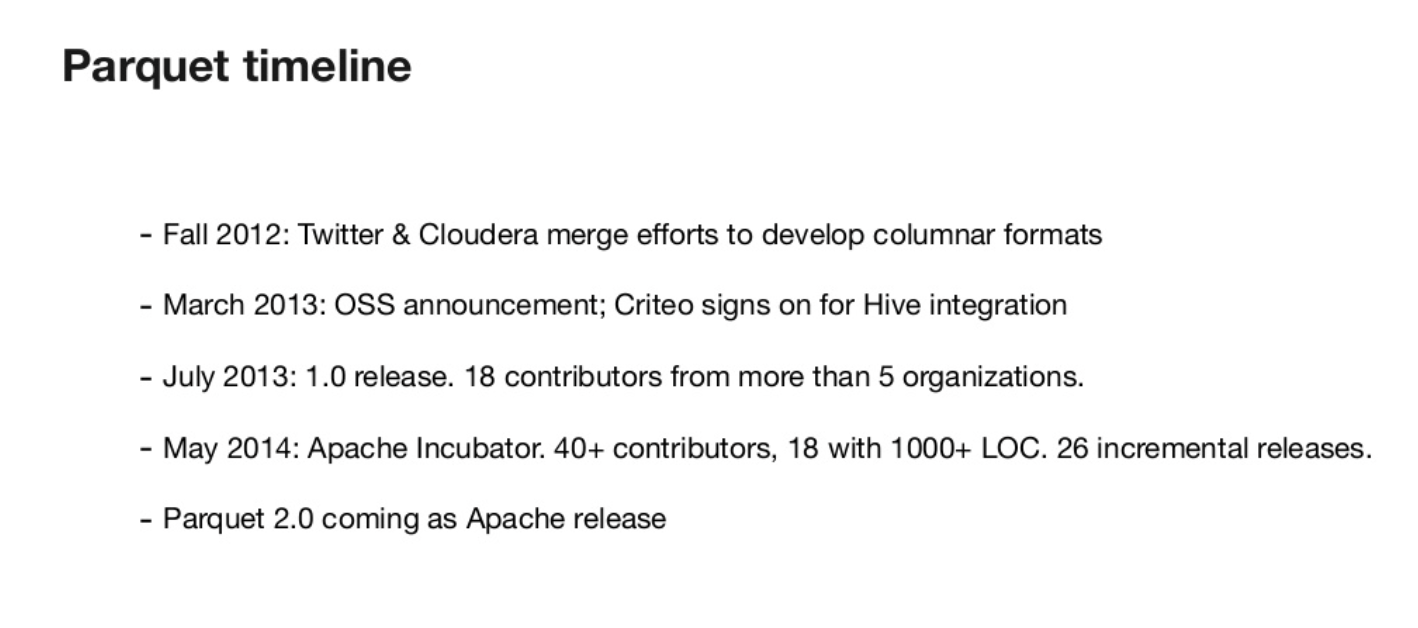 Parquet timeline
- Fall 2012: Twitter & Cloudera merge efforts to develop columnar formats
- March 2013: OSS announcement; Criteo signs on for Hive integration
- July 2013: 1.0 release. 18 contributors from more than 5 organizations.
- May 2014: Apache Incubator. 40+ contributors, 18 with 1000+ LOC. 26 incremental releases.
- Parquet 2.0 coming as Apache release